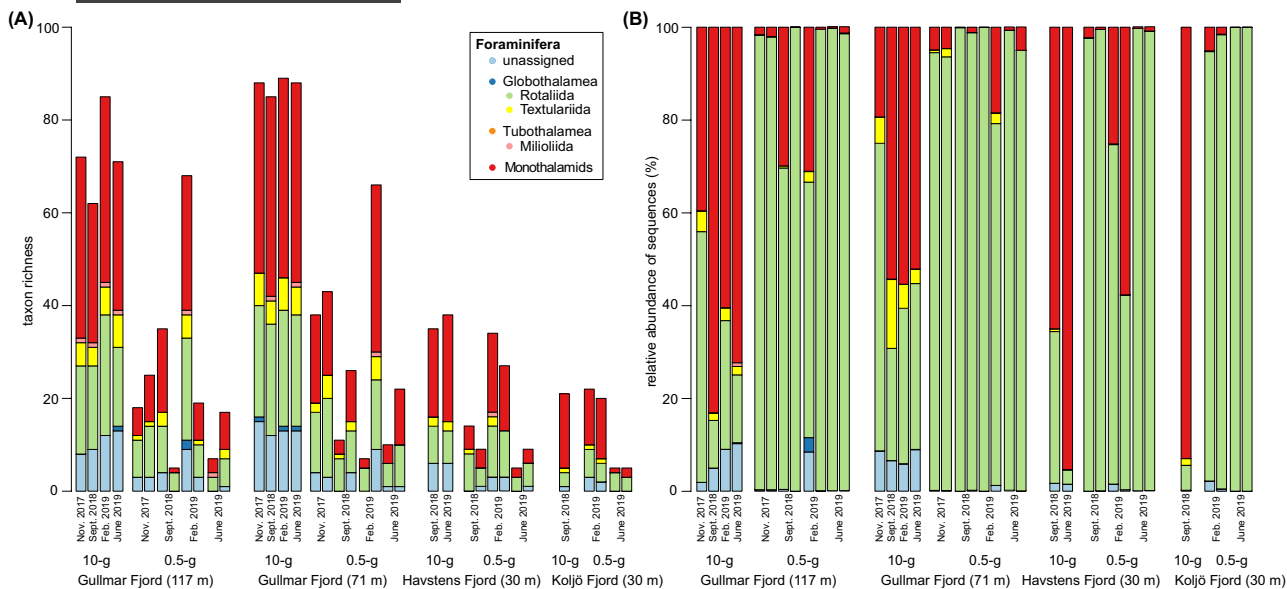 (A)
100
80
60
40
20
0
taxon richness
Foraminifera
unassigned
Globothalamea
Rotaliida
Textulariida
Tubothalamea
Milioliida
Monothalamids
Nov. 2017
Sept. 2018
Feb. 2019
June 2019
Nov. 2017
Sept. 2018
Feb. 2019
June 2019
Nov. 2017
Sept. 2018
Feb. 2019
June 2019
Nov. 2017
Sept. 2018
Feb. 2019
June 2019
Sept. 2018
June 2019
Sept. 2018
Feb. 2019
June 2019
Sept. 2018
Feb. 2019
June 2019
10-g 0.5-g 10-g 0.5-g 10-g 0.5-g 10-g 0.5-g
Gullmar Fjord (117 m) Gullmar Fjord (71 m) Havstens Fjord (30 m) Koljö Fjord (30 m)
(B)
100
80
60
40
20
0
relative abundance of sequences (%)
Nov. 2017
Sept. 2018
Feb. 2019
June 2019
Nov. 2017
Sept. 2018
Feb. 2019
June 2019
Nov. 2017
Sept. 2018
Feb. 2019
June 2019
Nov. 2017
Sept. 2018
Feb. 2019
June 2019
Sept. 2018
June 2019
Sept. 2018
Feb. 2019
June 2019
Sept. 2018
Feb. 2019
June 2019
10-g 0.5-g 10-g 0.5-g 10-g 0.5-g 10-g 0.5-g
Gullmar Fjord (117 m) Gullmar Fjord (71 m) Havstens Fjord (30 m) Koljö Fjord (30 m)